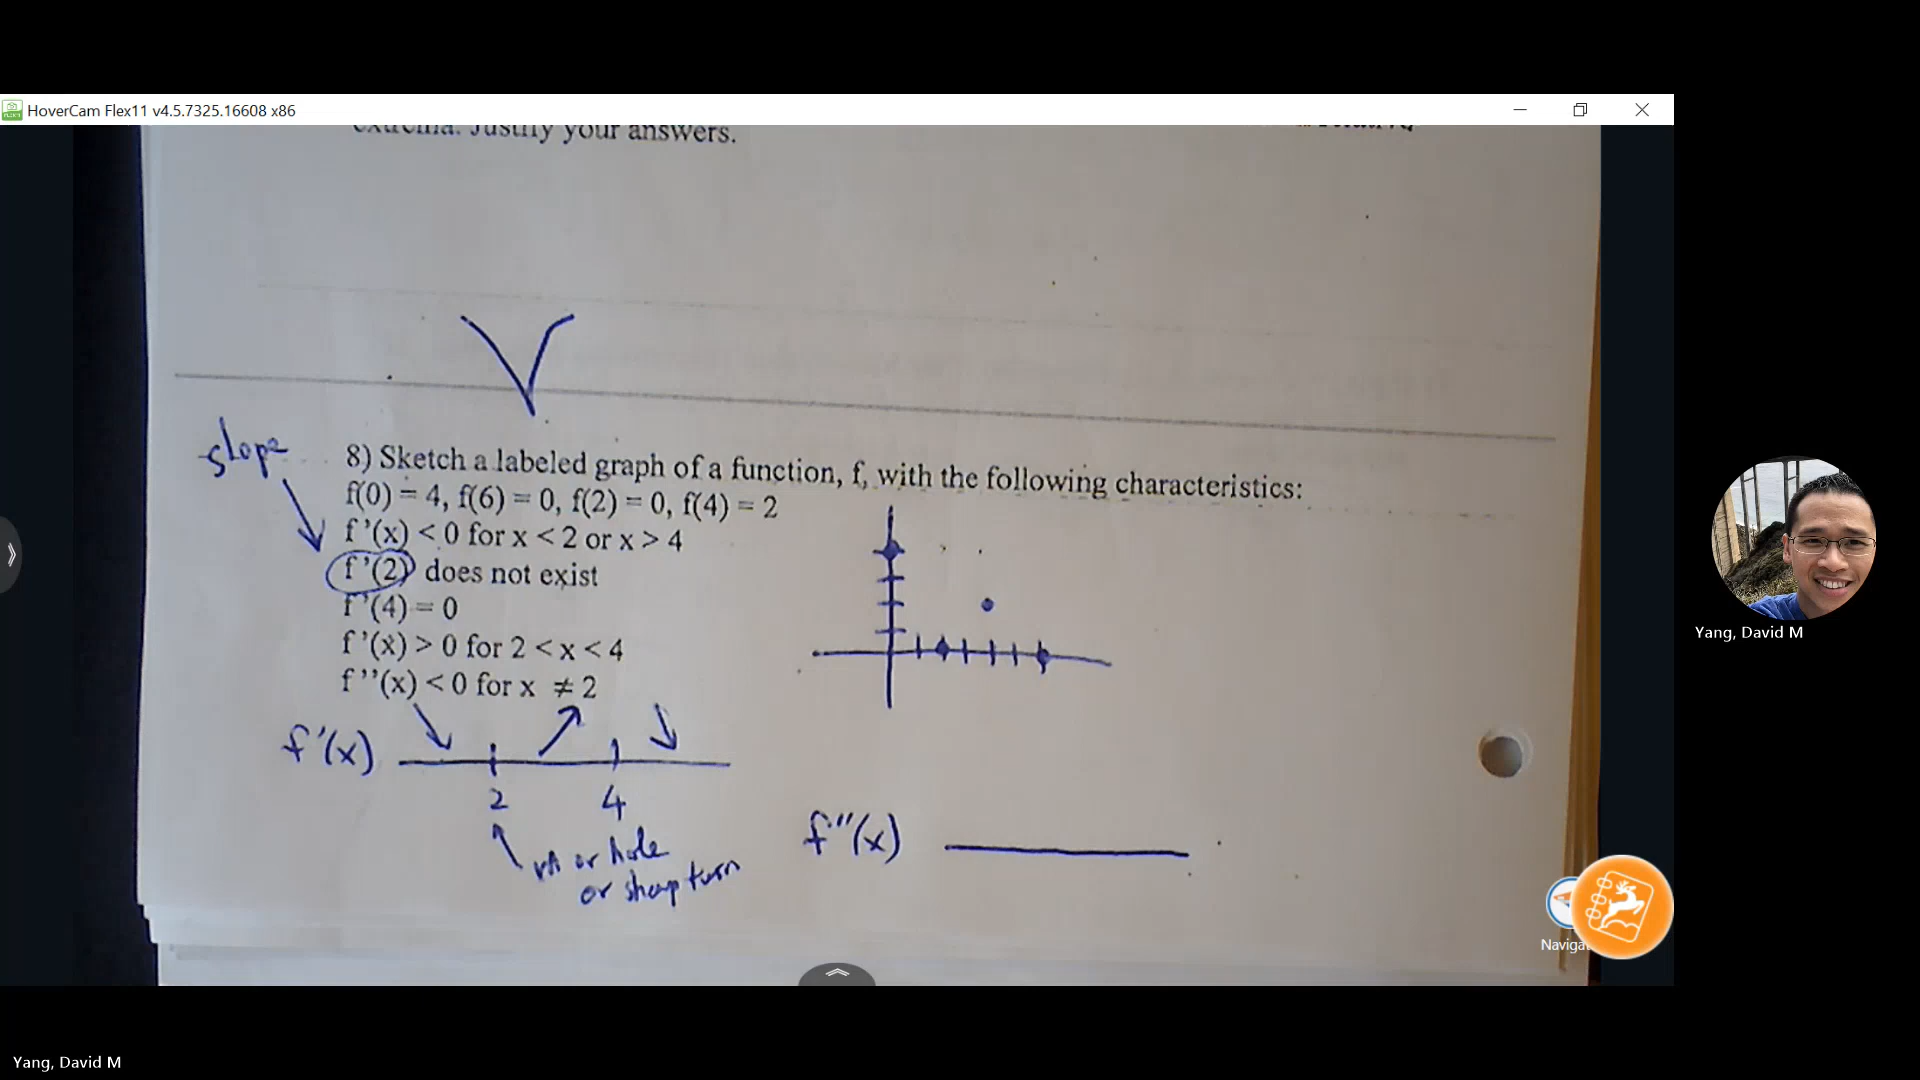 HoverCam Flex11 v4.5.7325.16608 x86
extrema. Justify your answers.
slope
8) Sketch a labeled graph of a function, f, with the following characteristics:
f(0) = 4, f(6) = 0, f(2) = 0, f(4) = 2
f '(x) < 0 for x < 2 or x > 4
f '(2) does not exist
f '(4) = 0
f '(x) > 0 for 2 < x < 4
f ''(x) < 0 for x ≠ 2
f'(x)
2 4
VA or hole
or sharp turn
f"(x)
Yang, David M
Yang, David M